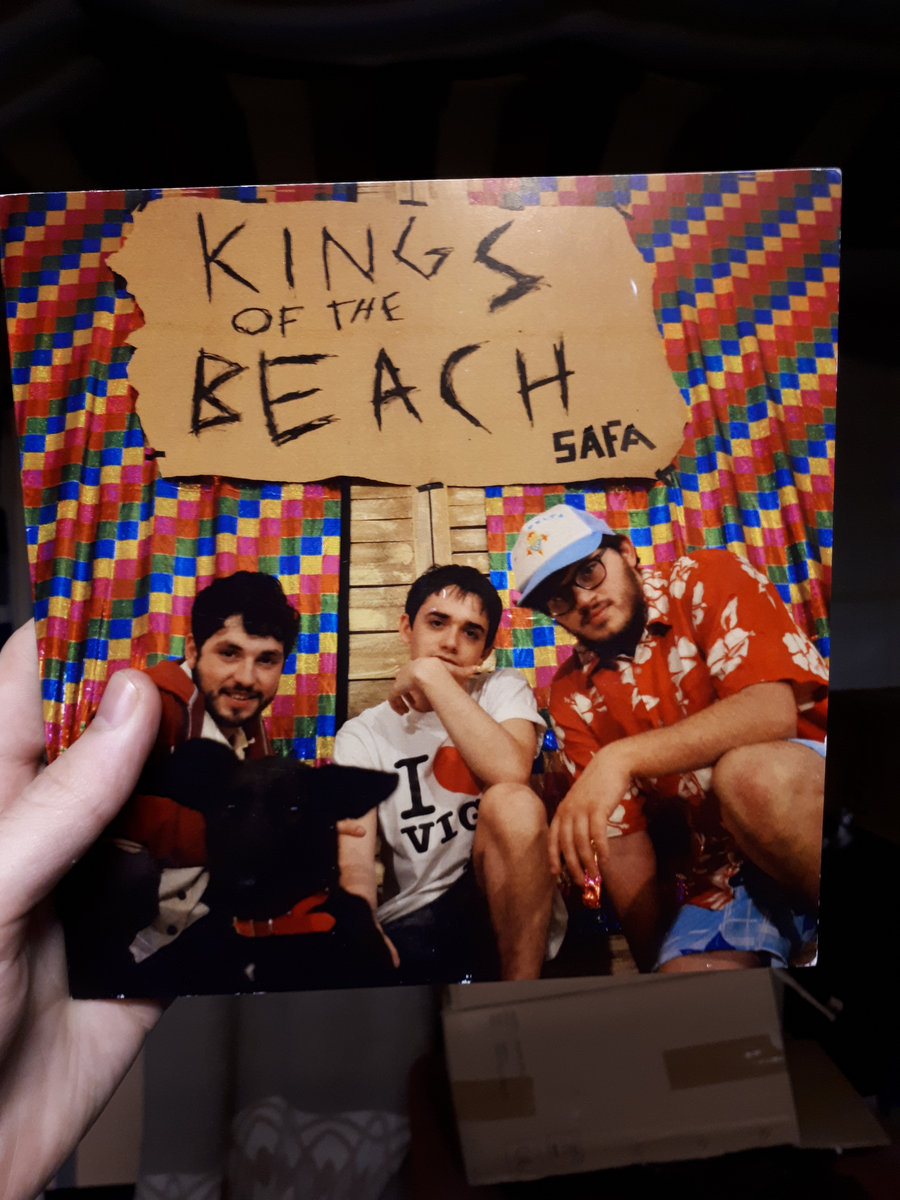 KINGS
OF THE
BEACH
SAFA
I
VIG